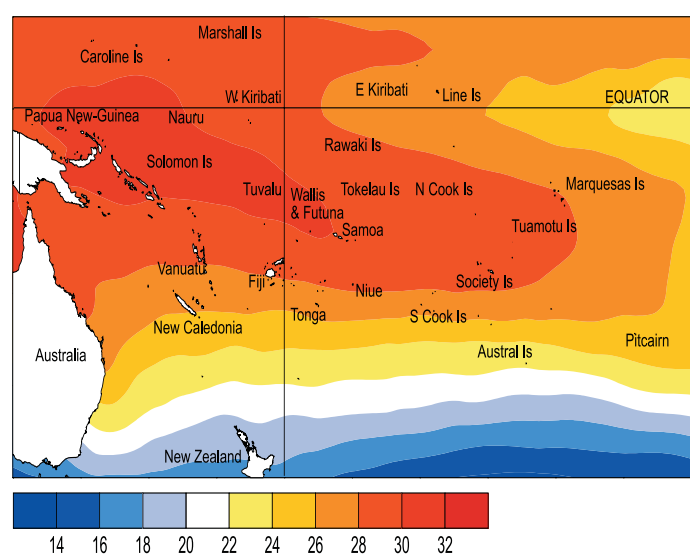 Marshall Is
Caroline Is
E Kiribati
W Kiribati
Line Is
EQUATOR
Papua New-Guinea
Nauru
Rawaki Is
Solomon Is
Tuvalu
Wallis
& Futuna
Tokelau Is
N Cook Is
Marquesas Is
Samoa
Tuamotu Is
Vanuatu
Fiji
Niue
Society Is
New Caledonia
Tonga
S Cook Is
Pitcairn
Australia
Austral Is
New Zealand
14 16 18 20 22 24 26 28 30 32